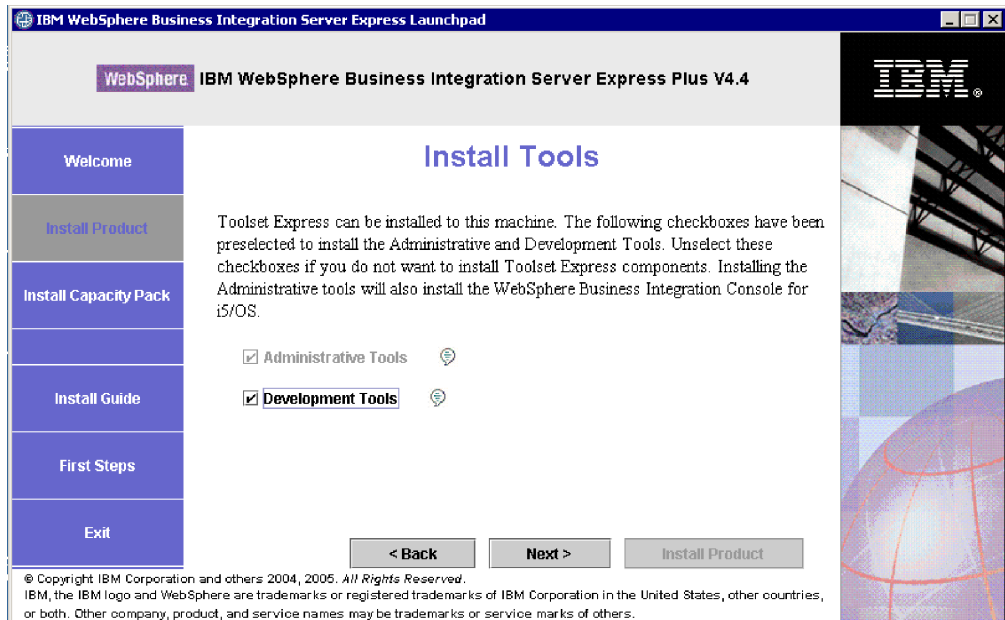 IBM WebSphere Business Integration Server Express Launchpad
WebSphere IBM WebSphere Business Integration Server Express Plus V4.4
IBM®
Welcome
Install Product
Install Capacity Pack
Install Guide
First Steps
Exit
Install Tools
Toolset Express can be installed to this machine. The following checkboxes have been
preselected to install the Administrative and Development Tools. Unselect these
checkboxes if you do not want to install Toolset Express components. Installing the
Administrative tools will also install the WebSphere Business Integration Console for
i5/OS.
Administrative Tools
Development Tools
< Back Next > Install Product
© Copyright IBM Corporation and others 2004, 2005. All Rights Reserved.
IBM, the IBM logo and WebSphere are trademarks or registered trademarks of IBM Corporation in the United States, other countries,
or both. Other company, product, and service names may be trademarks or service marks of others.